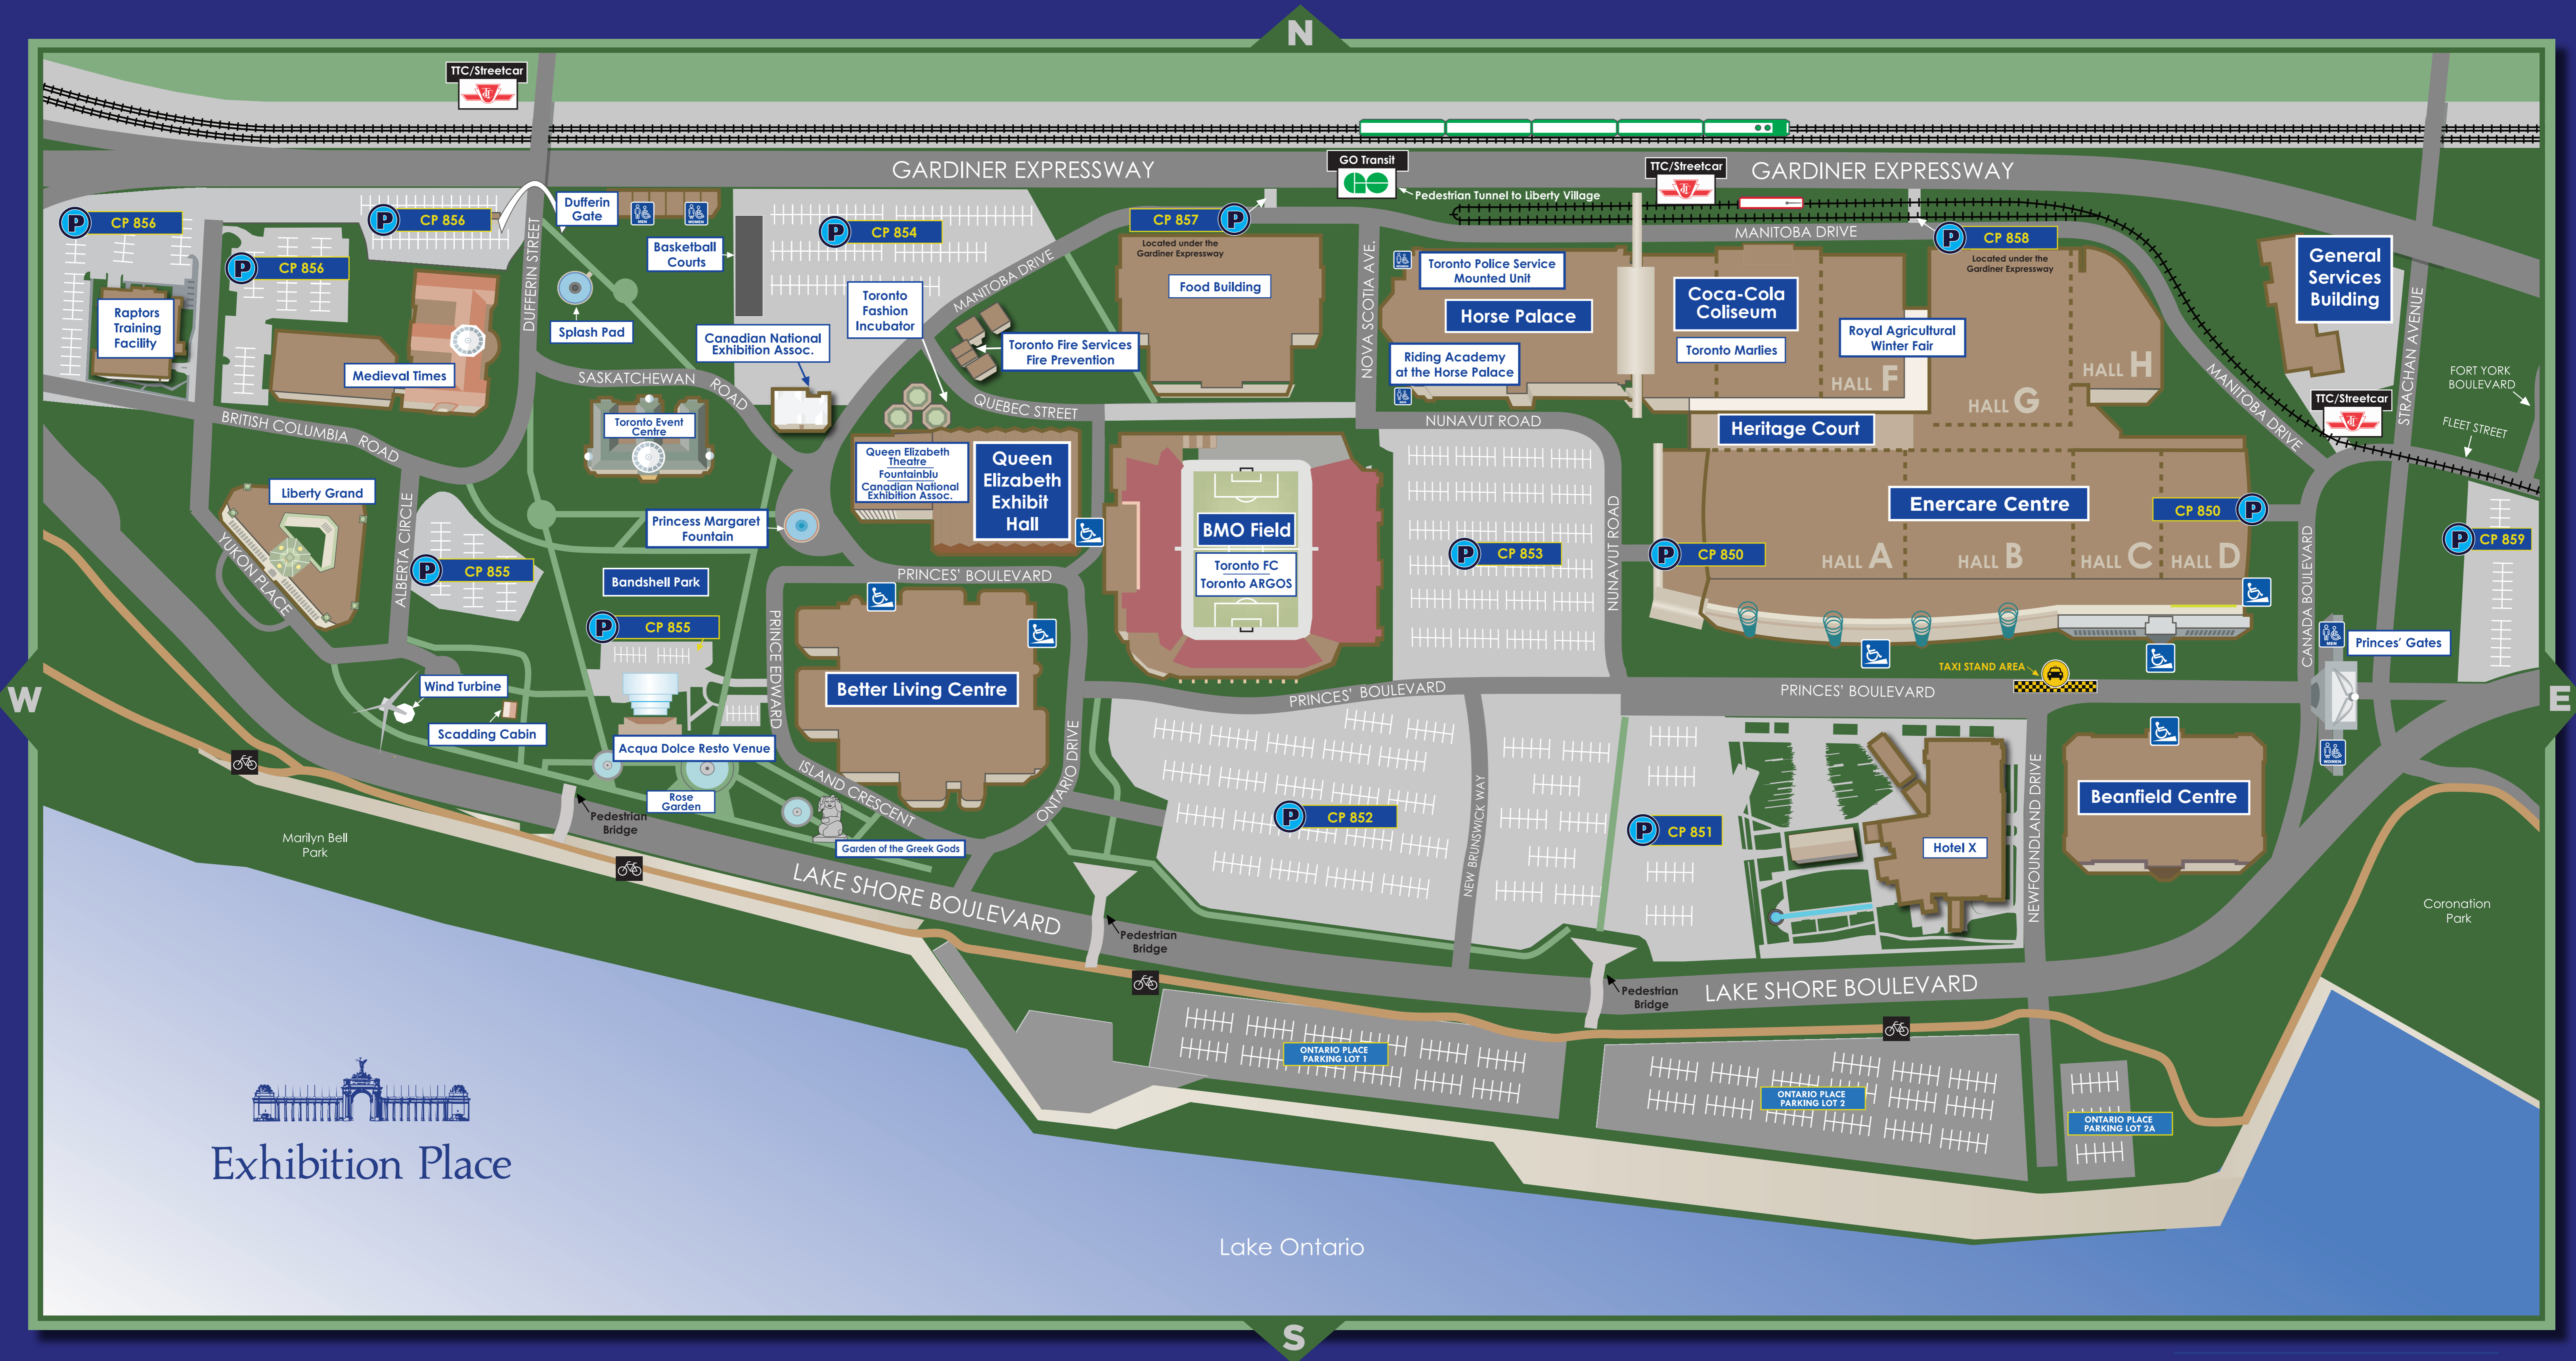 N
TTC/Streetcar
GARDINER EXPRESSWAY
GO Transit
GO
Pedestrian Tunnel to Liberty Village
TTC/Streetcar
GARDINER EXPRESSWAY
P CP 856
P CP 856
P CP 856
Dufferin
Gate
MEN
WOMEN
Basketball
Courts
P CP 854
CP 857 P
Located under the
Gardiner Expressway
MANITOBA DRIVE
P CP 858
Located under the
Gardiner Expressway
General
Services
Building
Raptors
Training
Facility
Medieval Times
DUFFERIN STREET
Splash Pad
Toronto
Fashion
Incubator
MANITOBA DRIVE
Canadian National
Exhibition Assoc.
Toronto Fire Services
Fire Prevention
Food Building
NOVA SCOTIA AVE.
WOMEN
Toronto Police Service
Mounted Unit
Horse Palace
Riding Academy
at the Horse Palace
MEN
Coca-Cola
Coliseum
Toronto Marlies
Royal Agricultural
Winter Fair
HALL F
HALL G
HALL H
MANITOBA DRIVE
STRACHAN AVENUE
FORT YORK
BOULEVARD
TTC/Streetcar
FLEET STREET
SASKATCHEWAN ROAD
BRITISH COLUMBIA ROAD
Toronto Event
Centre
QUEBEC STREET
NUNAVUT ROAD
Heritage Court
Queen Elizabeth
Theatre
Fountainblu
Canadian National
Exhibition Assoc.
Queen
Elizabeth
Exhibit
Hall
Liberty Grand
YUKON PLACE
ALBERTA CIRCLE
P CP 855
Princess Margaret
Fountain
Bandshell Park
P CP 855
BMO Field
Toronto FC
Toronto ARGOS
P CP 853
NUNAVUT ROAD
P CP 850
Enercare Centre
CP 850 P
HALL A
HALL B
HALL C
HALL D
CANADA BOULEVARD
P CP 859
PRINCES' BOULEVARD
PRINCE EDWARD
ISLAND CRESCENT
Better Living Centre
ONTARIO DRIVE
MEN
Princes' Gates
WOMEN
TAXI STAND AREA
W
E
PRINCES' BOULEVARD
PRINCES' BOULEVARD
Wind Turbine
Scadding Cabin
Acqua Dolce Resto Venue
Rose
Garden
Pedestrian
Bridge
Garden of the Greek Gods
Marilyn Bell
Park
P CP 852
NEW BRUNSWICK WAY
P CP 851
Hotel X
NEWFOUNDLAND DRIVE
Beanfield Centre
Coronation
Park
LAKE SHORE BOULEVARD
Pedestrian
Bridge
Pedestrian
Bridge
LAKE SHORE BOULEVARD
ONTARIO PLACE
PARKING LOT 1
ONTARIO PLACE
PARKING LOT 2
ONTARIO PLACE
PARKING LOT 2A
Exhibition Place
Lake Ontario
S